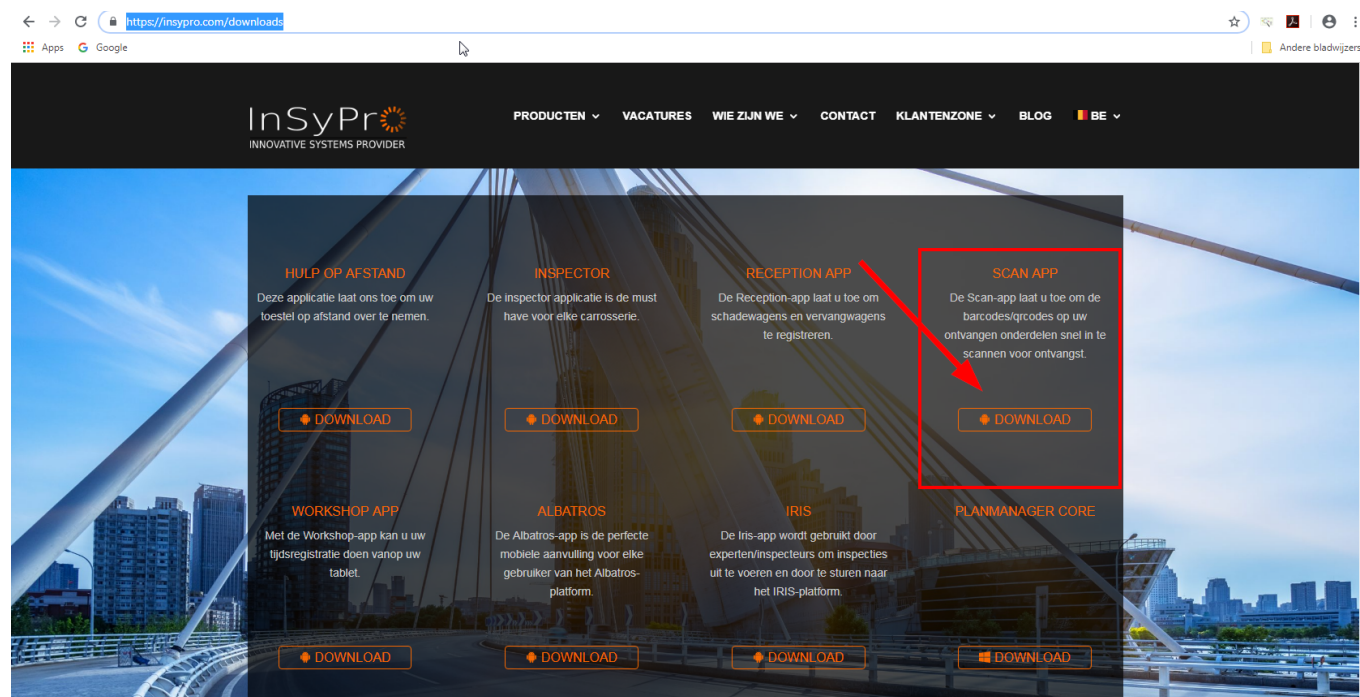 https://insypro.com/downloads
Apps Google Andere bladwijzers
InSyPro
INNOVATIVE SYSTEMS PROVIDER
PRODUCTEN VACATURES WIE ZIJN WE CONTACT KLANTENZONE BLOG BE
HULP OP AFSTAND
Deze applicatie laat ons toe om uw
toestel op afstand over te nemen.
DOWNLOAD
INSPECTOR
De inspector applicatie is de must
have voor elke carrosserie.
DOWNLOAD
RECEPTION APP
De Reception-app laat u toe om
schadewagens en vervangwagens
te registreren.
DOWNLOAD
SCAN APP
De Scan-app laat u toe om de
barcodes/qrcodes op uw
ontvangen onderdelen snel in te
scannen voor ontvangst.
DOWNLOAD
WORKSHOP APP
Met de Workshop-app kan u uw
tijdsregistratie doen vanop uw
tablet.
DOWNLOAD
ALBATROS
De Albatros-app is de perfecte
mobiele aanvulling voor elke
gebruiker van het Albatros-
platform.
DOWNLOAD
IRIS
De Iris-app wordt gebruikt door
experten/inspecteurs om inspecties
uit te voeren en door te sturen naar
het IRIS-platform.
DOWNLOAD
PLANMANAGER CORE
DOWNLOAD